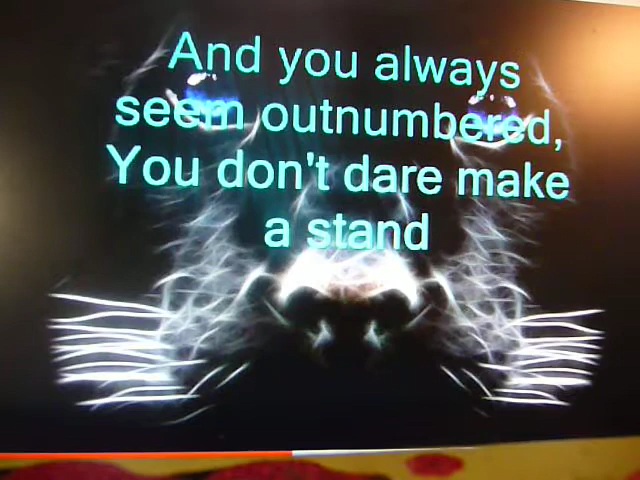 And you always
seem outnumbered,
You don't dare make
a stand